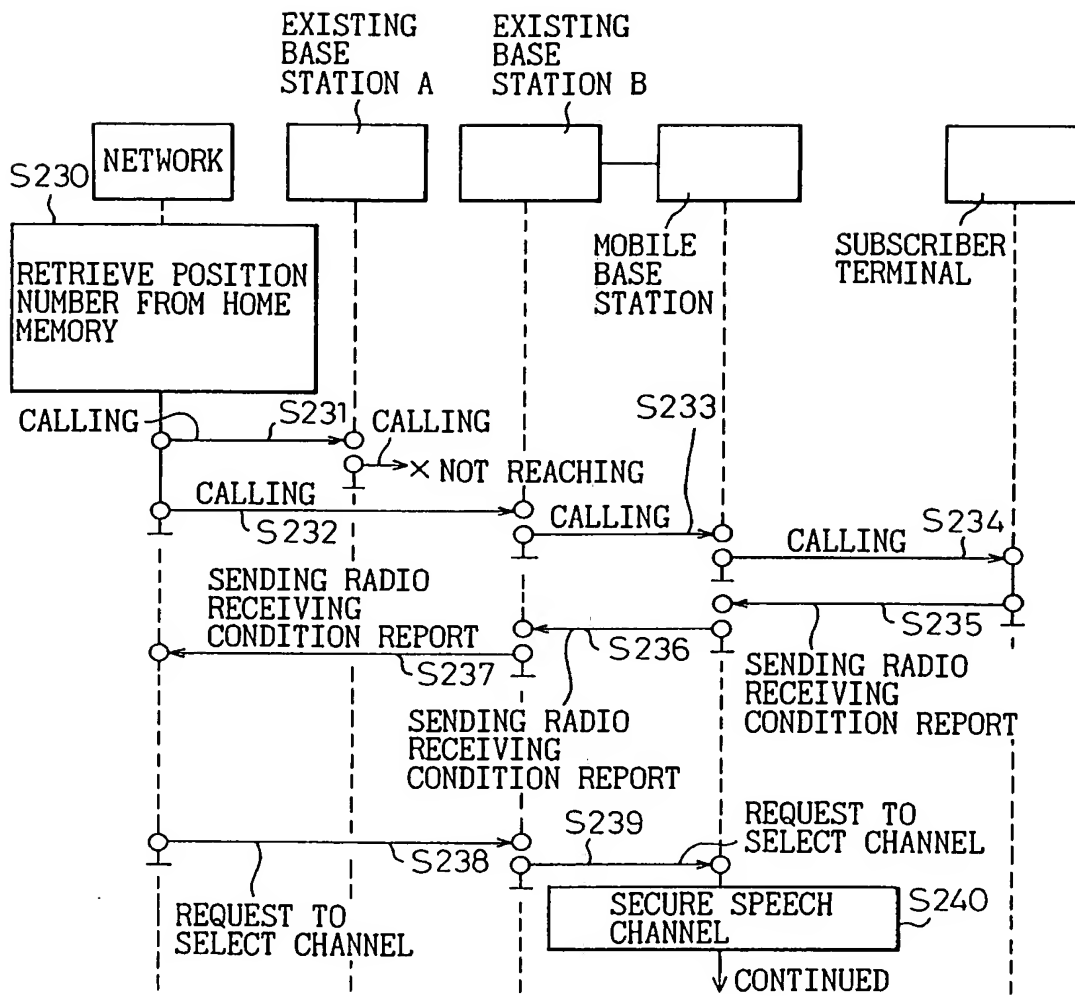 EXISTING
BASE
STATION A
EXISTING
BASE
STATION B
NETWORK
S230
MOBILE
BASE
STATION
SUBSCRIBER
TERMINAL
RETRIEVE POSITION
NUMBER FROM HOME
MEMORY
CALLING
S231
CALLING
× NOT REACHING
S233
CALLING
S232
CALLING
S234
CALLING
SENDING RADIO
RECEIVING
CONDITION REPORT
S237
S236
S235
SENDING RADIO
RECEIVING
CONDITION REPORT
SENDING RADIO
RECEIVING
CONDITION REPORT
S238
S239
REQUEST TO
SELECT CHANNEL
REQUEST TO
SELECT CHANNEL
SECURE SPEECH
CHANNEL
S240
CONTINUED